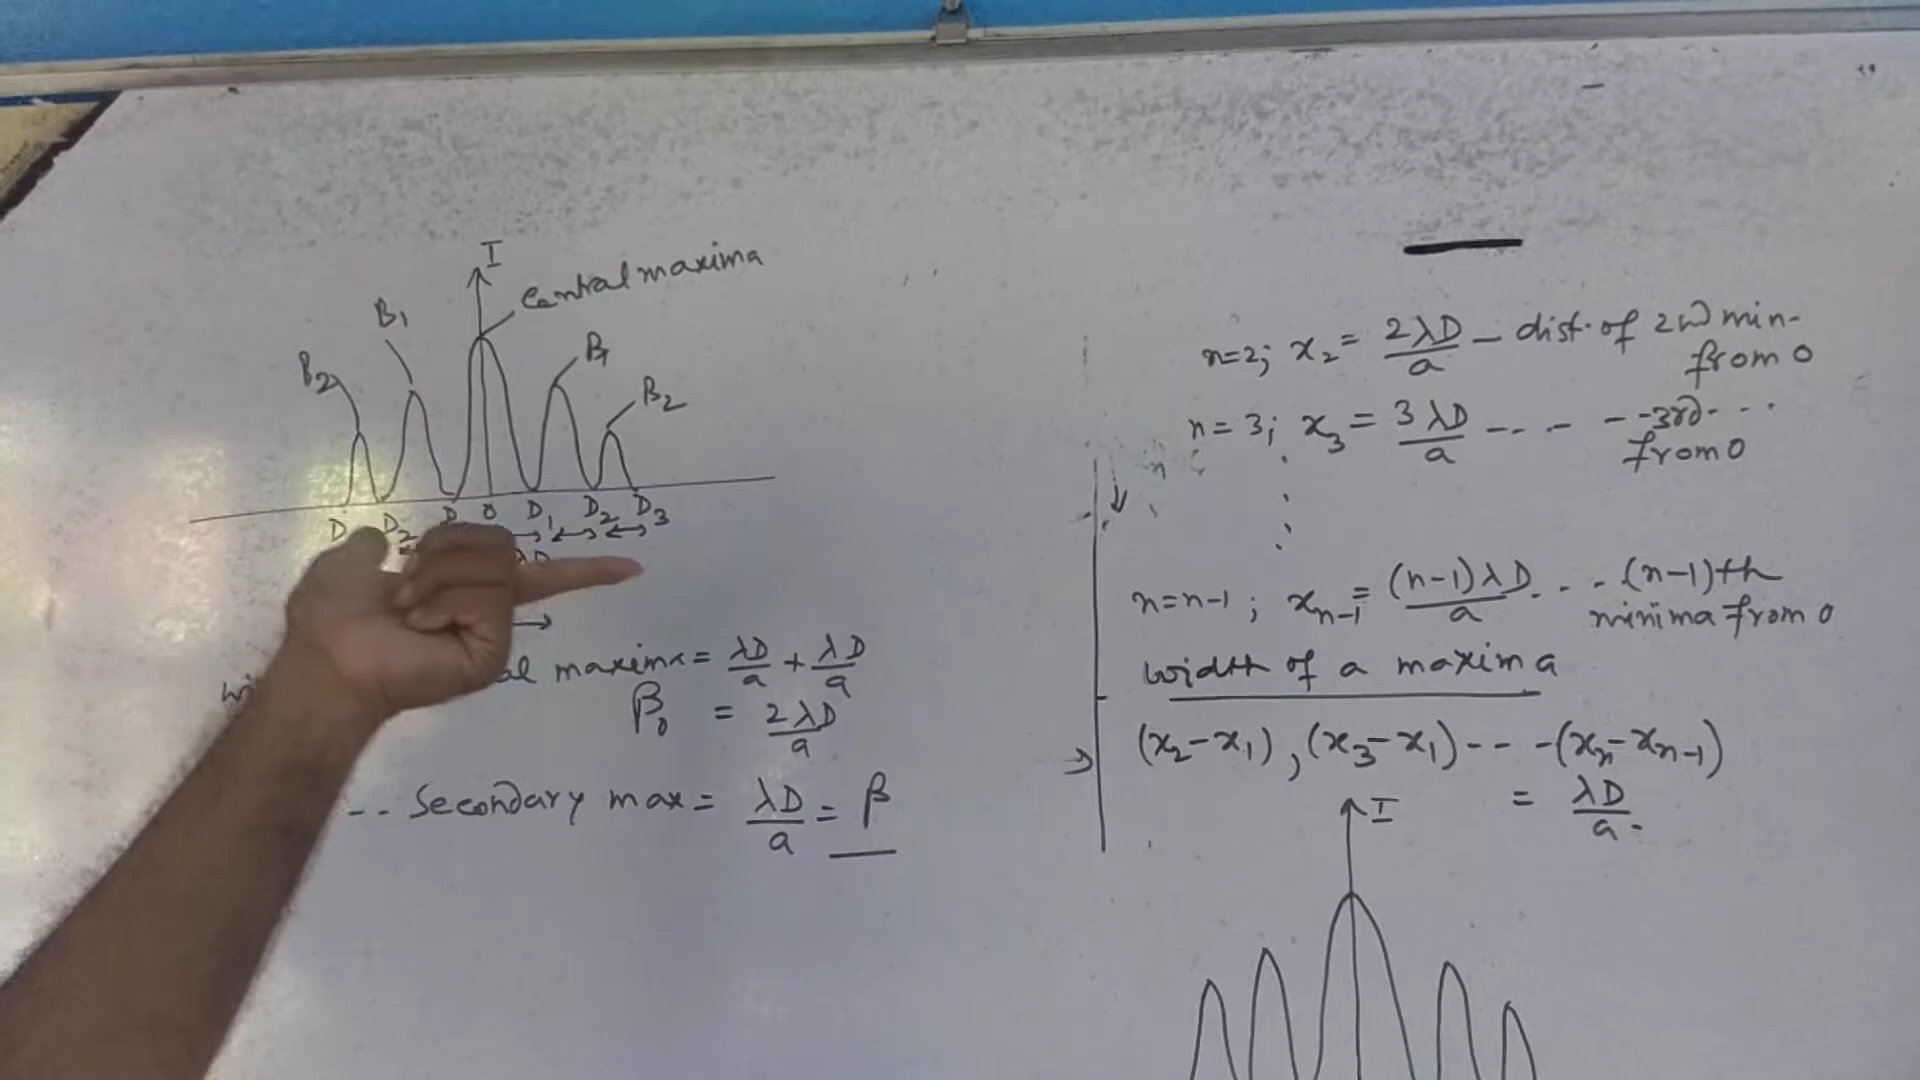 I
Central maxima
B1
B1
B2
B2
D D2 D O D1 D2 D3
λD
al maxima = λD/a + λD/a
β0 = 2λD/a
-- Secondary max = λD/a = β
n=2; x2 = 2λD/a — dist. of 2nd min-
from O
n = 3; x3 = 3λD/a -- - - -3rd- --
from O
n=n-1; xn-1 = (n-1)λD/a . - - (n-1)th
minima from O
width of a maxima
(x2-x1), (x3-x1) -- - -(xn-xn-1)
= λD/a.
I